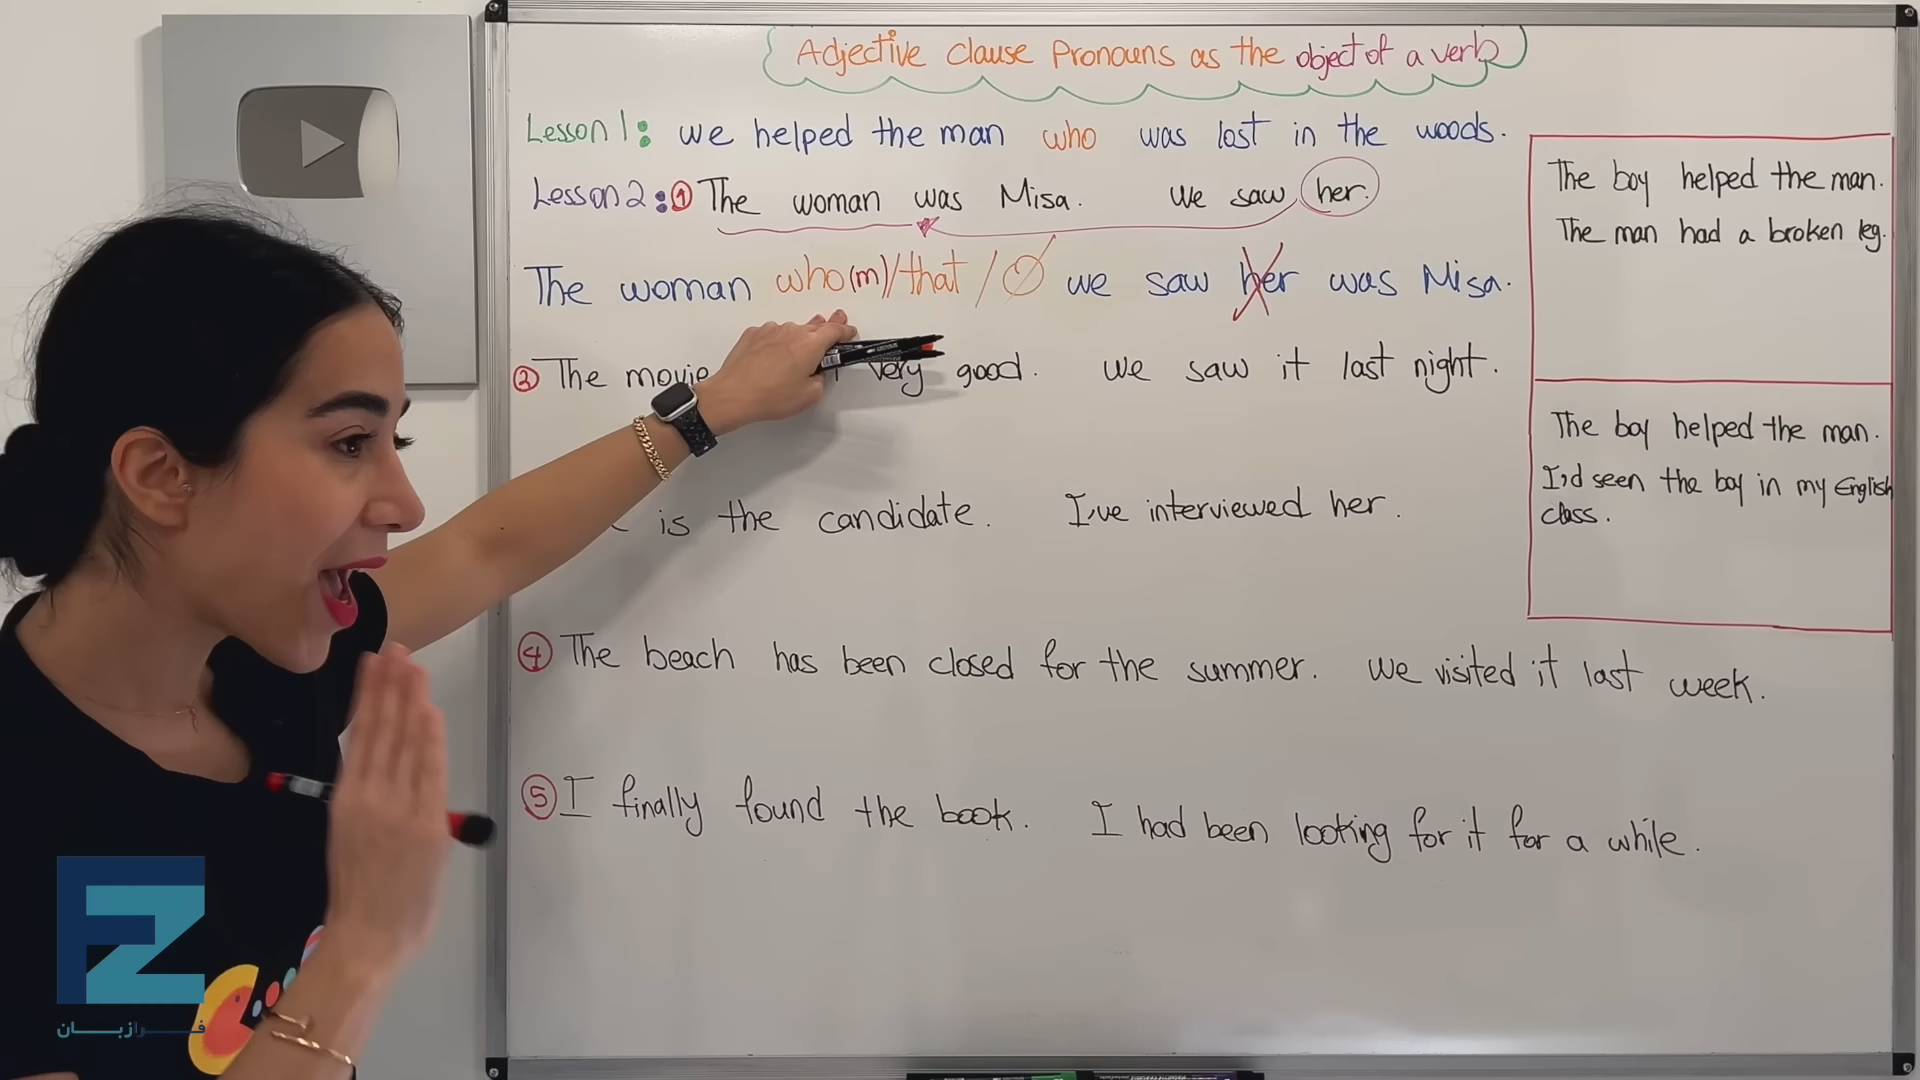 Adjective Clause Pronouns as the object of a verb
Lesson 1: we helped the man who was lost in the woods.
Lesson 2: ① The woman was Misa. We saw her.
The woman who(m)/that/∅ we saw her was Misa.
② The movie very good. We saw it last night.
is the candidate. I've interviewed her.
④ The beach has been closed for the summer. We visited it last week.
⑤ I finally found the book. I had been looking for it for a while.
The boy helped the man.
The man had a broken leg.
The boy helped the man.
I'd seen the boy in my English
class.
FZ
فرازبان